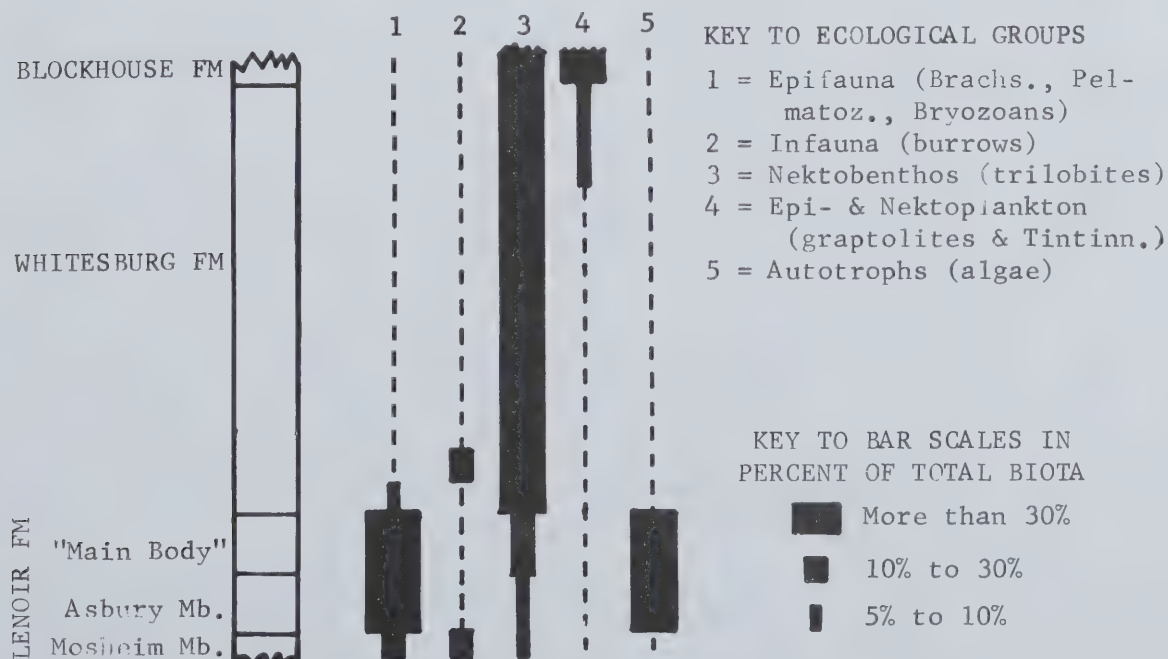 1 2 3 4 5
BLOCKHOUSE FM
WHITESBURG FM
LENOIR FM
"Main Body"
Asbury Mb.
Mosheim Mb.
KEY TO ECOLOGICAL GROUPS
1 = Epifauna (Brachs., Pel-
matoz., Bryozoans)
2 = Infauna (burrows)
3 = Nektobenthos (trilobites)
4 = Epi- & Nektoplankton
(graptolites & Tintinn.)
5 = Autotrophs (algae)
KEY TO BAR SCALES IN
PERCENT OF TOTAL BIOTA
More than 30%
10% to 30%
5% to 10%